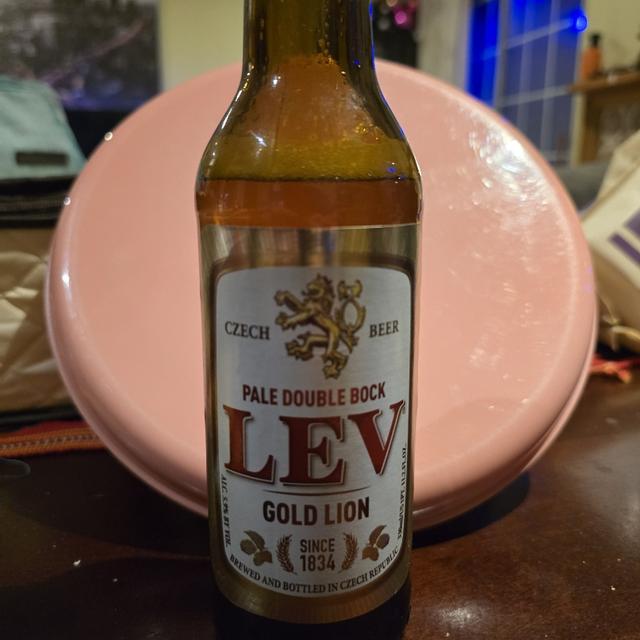 CZECH BEER
PALE DOUBLE BOCK
LEV
GOLD LION
SINCE
1834
BREWED AND BOTTLED IN CZECH REPUBLIC